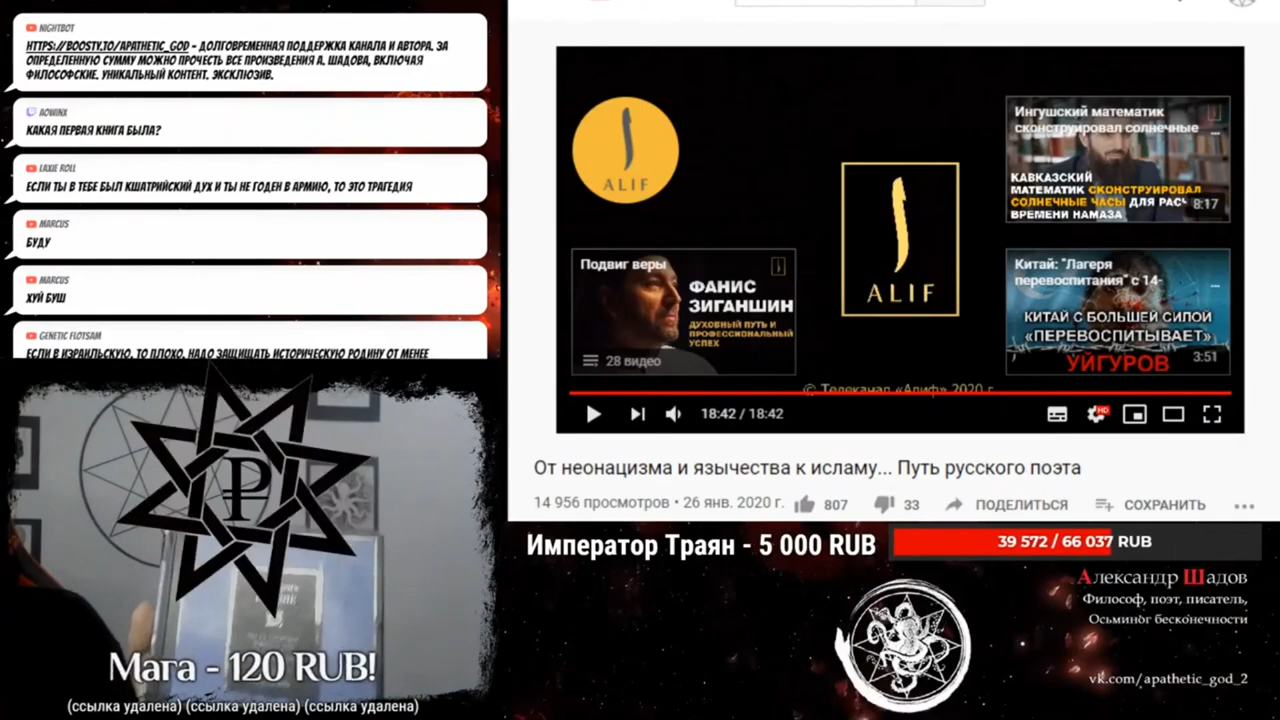 NIGHTBOT
HTTPS://BOOSTY.TO/APATHETIC_GOD - ДОЛГОВРЕМЕННАЯ ПОДДЕРЖКА КАНАЛА И АВТОРА. ЗА
ОПРЕДЕЛЕННУЮ СУММУ МОЖНО ПРОЧЕСТЬ ВСЕ ПРОИЗВЕДЕНИЯ А. ШАДОВА, ВКЛЮЧАЯ
ФИЛОСОФСКИЕ. УНИКАЛЬНЫЙ КОНТЕНТ. ЭКСКЛЮЗИВ.
AOWINX
КАКАЯ ПЕРВАЯ КНИГА БЫЛА?
LAXIE ROLL
ЕСЛИ ТЫ В ТЕБЕ БЫЛ КШАТРИЙСКИЙ ДУХ И ТЫ НЕ ГОДЕН В АРМИЮ, ТО ЭТО ТРАГЕДИЯ
MARCUS
БУДУ
MARCUS
ХУЙ БУШ
GENETIC FLOTSAM
ЕСЛИ В ИЗРАИЛЬСКУЮ, ТО ПЛОХО. НАДО ЗАЩИЩАТЬ ИСТОРИЧЕСКУЮ РОДИНУ ОТ МЕНЕЕ
Мага - 120 RUB!
(ссылка удалена) (ссылка удалена) (ссылка удалена)
ALIF
ALIF
Ингушский математик
сконструировал солнечные
...
КАВКАЗСКИЙ
МАТЕМАТИК СКОНСТРУИРОВАЛ
СОЛНЕЧНЫЕ ЧАСЫ ДЛЯ РАСЧ
ВРЕМЕНИ НАМАЗА
8:17
Подвиг веры
ФАНИС
ЗИГАНШИН
ДУХОВНЫЙ ПУТЬ И
ПРОФЕССИОНАЛЬНЫЙ
УСПЕХ
28 видео
Китай: "Лагеря
перевоспитания" с 14-
...
КИТАЙ С БОЛЬШЕЙ СИЛОЙ
«ПЕРЕВОСПИТЫВАЕТ»
УЙГУРОВ
3:51
© Телеканал «Алиф» 2020 г.
18:42 / 18:42
HD
От неонацизма и язычества к исламу... Путь русского поэта
14 956 просмотров • 26 янв. 2020 г.
807
33
ПОДЕЛИТЬСЯ
СОХРАНИТЬ
Император Траян - 5 000 RUB
39 572 / 66 037 RUB
Александр Шадов
Философ, поэт, писатель,
Осьминог бесконечности
vk.com/apathetic_god_2